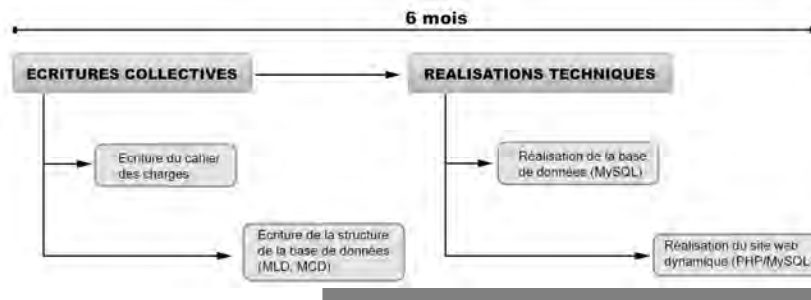 6 mois
ECRITURES COLLECTIVES
REALISATIONS TECHNIQUES
Ecriture du cahier
des charges
Réalisation de la base
de données (MySQL)
Ecriture de la structure
de la base de données
(MLD, MCD)
Réalisation du site web
dynamique (PHP/MySQL